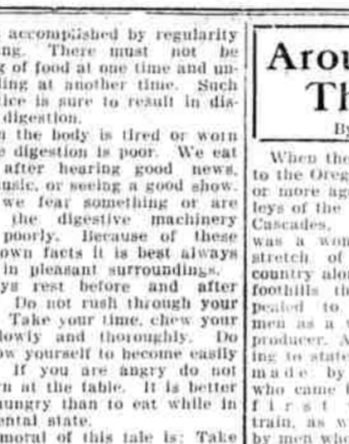 accomplished by regularity
ing. There must not be
g of food at one time and un-
ling at another time. Such
tice is sure to result in dis-
digestion.
n the body is tired or worn
e digestion is poor. We eat
after hearing good news,
usic, or seeing a good show.
we fear something or are
the digestive machinery
poorly. Because of these
own facts it is best always
in pleasant surroundings.
ys rest before and after
Do not rush through your
Take your time, chew your
lowly and thoroughly. Do
ow yourself to become easily
If you are angry do not
n at the table. It is better
hungry than to eat while in
ental state.
moral of this tale is: Take
Arou
Th
By
When the
to the Oreg
or more ag
leys of the
Cascades,
was a won
stretch of
country alon
foothills th
pealed to
men as a
producer. A
ing to state
made by
who came
first
train, as w
by men who